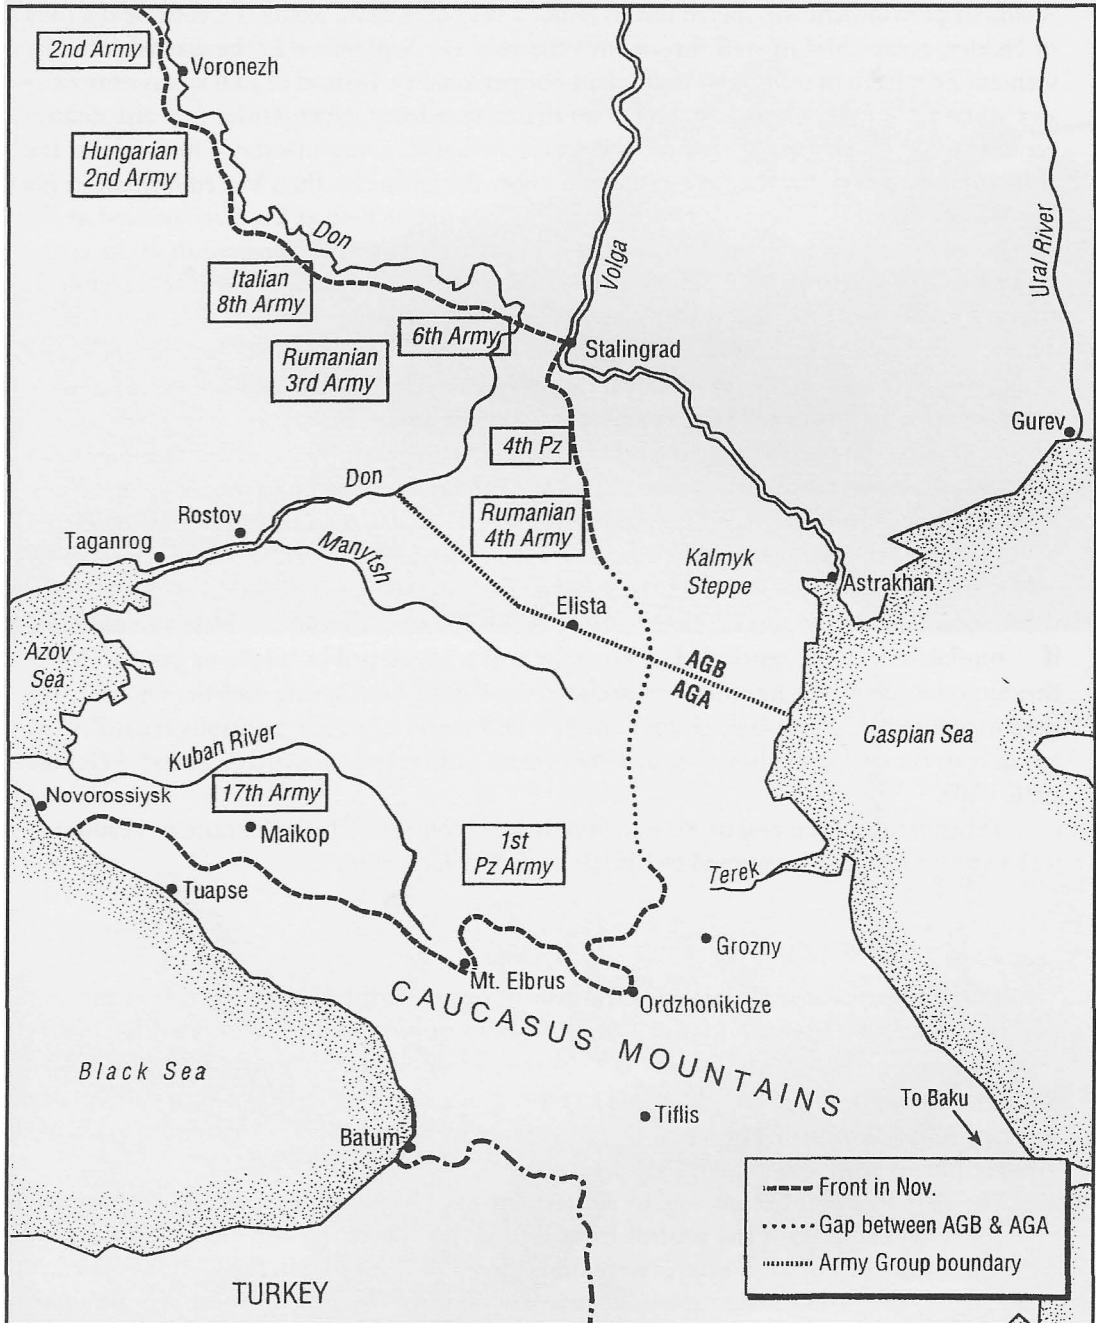 2nd Army
Voronezh
Hungarian
2nd Army
Don
Italian
8th Army
Volga
Ural River
6th Army
Stalingrad
Rumanian
3rd Army
Gurev
4th Pz
Don
Rumanian
4th Army
Rostov
Taganrog
Manytsh
Kalmyk
Steppe
Astrakhan
Elista
Azov
Sea
AGB
AGA
Caspian Sea
Kuban River
17th Army
Novorossiysk
Maikop
1st
Pz Army
Terek
Tuapse
Grozny
Mt. Elbrus
Ordzhonikidze
CAUCASUS MOUNTAINS
Black Sea
Tiflis
To Baku
Batum
Front in Nov.
Gap between AGB & AGA
Army Group boundary
TURKEY